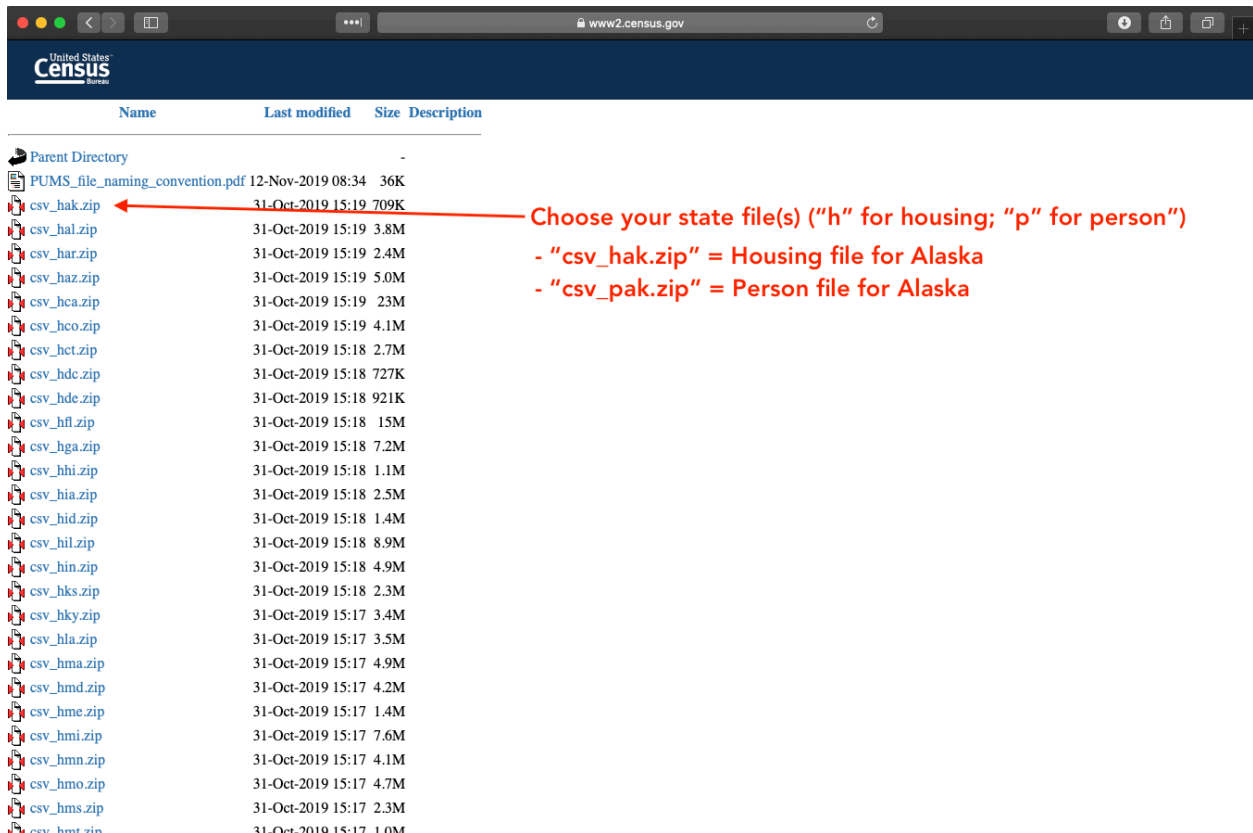 www2.census.gov
United States™
Census
Bureau
Name Last modified Size Description
Parent Directory -
PUMS_file_naming_convention.pdf 12-Nov-2019 08:34 36K
csv_hak.zip 31-Oct-2019 15:19 709K
Choose your state file(s) (“h” for housing; “p” for person”)
csv_hal.zip 31-Oct-2019 15:19 3.8M
csv_har.zip 31-Oct-2019 15:19 2.4M
- “csv_hak.zip” = Housing file for Alaska
csv_haz.zip 31-Oct-2019 15:19 5.0M
- “csv_pak.zip” = Person file for Alaska
csv_hca.zip 31-Oct-2019 15:19 23M
csv_hco.zip 31-Oct-2019 15:19 4.1M
csv_hct.zip 31-Oct-2019 15:18 2.7M
csv_hdc.zip 31-Oct-2019 15:18 727K
csv_hde.zip 31-Oct-2019 15:18 921K
csv_hfl.zip 31-Oct-2019 15:18 15M
csv_hga.zip 31-Oct-2019 15:18 7.2M
csv_hhi.zip 31-Oct-2019 15:18 1.1M
csv_hia.zip 31-Oct-2019 15:18 2.5M
csv_hid.zip 31-Oct-2019 15:18 1.4M
csv_hil.zip 31-Oct-2019 15:18 8.9M
csv_hin.zip 31-Oct-2019 15:18 4.9M
csv_hks.zip 31-Oct-2019 15:18 2.3M
csv_hky.zip 31-Oct-2019 15:17 3.4M
csv_hla.zip 31-Oct-2019 15:17 3.5M
csv_hma.zip 31-Oct-2019 15:17 4.9M
csv_hmd.zip 31-Oct-2019 15:17 4.2M
csv_hme.zip 31-Oct-2019 15:17 1.4M
csv_hmi.zip 31-Oct-2019 15:17 7.6M
csv_hmn.zip 31-Oct-2019 15:17 4.1M
csv_hmo.zip 31-Oct-2019 15:17 4.7M
csv_hms.zip 31-Oct-2019 15:17 2.3M
csv_hmt.zip 31-Oct-2019 15:17 1.0M